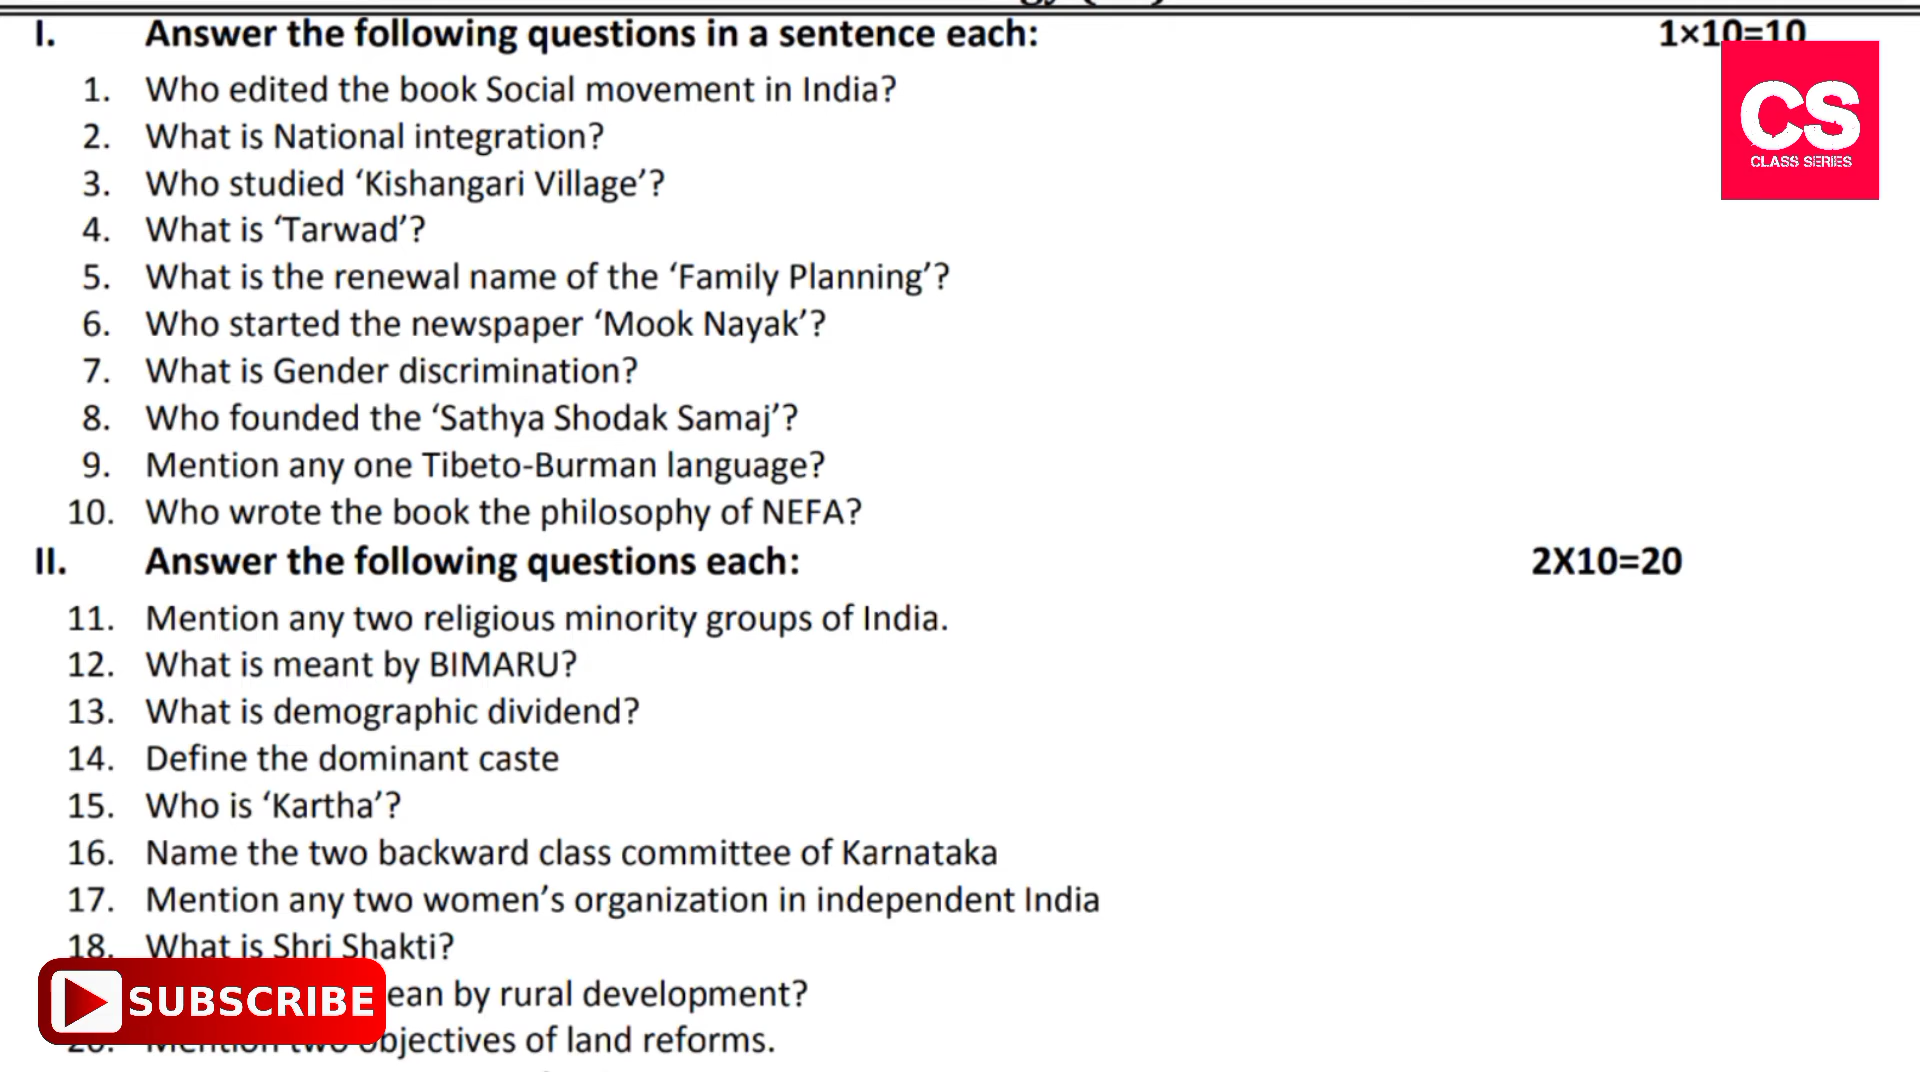 I. Answer the following questions in a sentence each: 1×10=10
CS
CLASS SERIES
1. Who edited the book Social movement in India?
2. What is National integration?
3. Who studied ‘Kishangari Village’?
4. What is ‘Tarwad’?
5. What is the renewal name of the ‘Family Planning’?
6. Who started the newspaper ‘Mook Nayak’?
7. What is Gender discrimination?
8. Who founded the ‘Sathya Shodak Samaj’?
9. Mention any one Tibeto-Burman language?
10. Who wrote the book the philosophy of NEFA?
II. Answer the following questions each: 2X10=20
11. Mention any two religious minority groups of India.
12. What is meant by BIMARU?
13. What is demographic dividend?
14. Define the dominant caste
15. Who is ‘Kartha’?
16. Name the two backward class committee of Karnataka
17. Mention any two women’s organization in independent India
18. What is Shri Shakti?
SUBSCRIBE
ean by rural development?
20. Mention two objectives of land reforms.